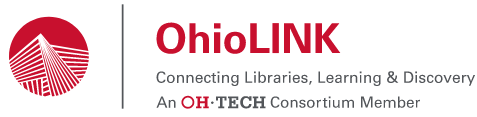 OhioLINK
Connecting Libraries, Learning & Discovery
An OH·TECH Consortium Member